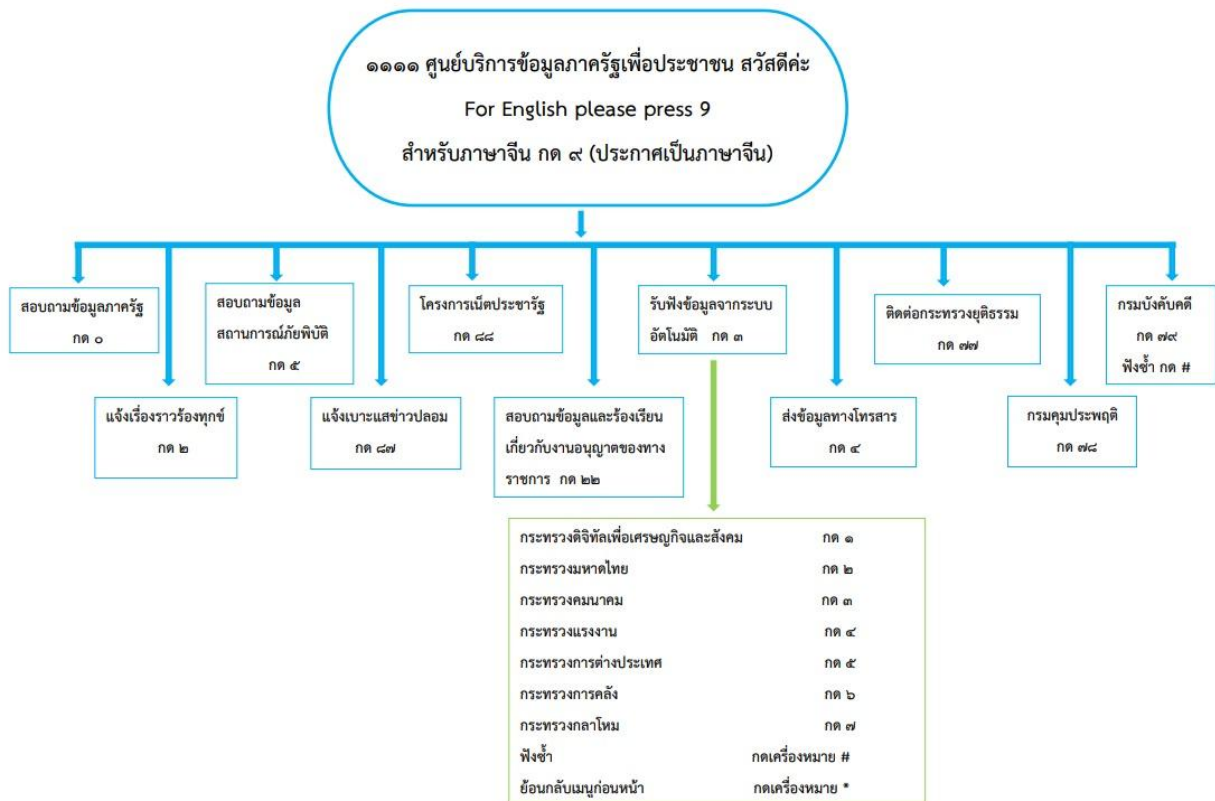 ๑๑๑๑ ศูนย์บริการข้อมูลภาครัฐเพื่อประชาชน สวัสดีค่ะ
For English please press 9
สำหรับภาษาจีน กด ๙ (ประกาศเป็นภาษาจีน)
สอบถามข้อมูลภาครัฐ
กด ๐
แจ้งเรื่องราวร้องทุกข์
กด ๒
สอบถามข้อมูล
สถานการณ์ภัยพิบัติ
กด ๕
แจ้งเบาะแสข่าวปลอม
กด ๘๗
โครงการเน็ตประชารัฐ
กด ๘๘
สอบถามข้อมูลและร้องเรียน
เกี่ยวกับงานอนุญาตของทาง
ราชการ กด ๒๒
รับฟังข้อมูลจากระบบ
อัตโนมัติ กด ๓
ส่งข้อมูลทางโทรสาร
กด ๔
ติดต่อกระทรวงยุติธรรม
กด ๗๗
กรมคุมประพฤติ
กด ๗๘
กรมบังคับคดี
กด ๗๙
ฟังซ้ำ กด #
กระทรวงดิจิทัลเพื่อเศรษฐกิจและสังคม กด ๑
กระทรวงมหาดไทย กด ๒
กระทรวงคมนาคม กด ๓
กระทรวงแรงงาน กด ๔
กระทรวงการต่างประเทศ กด ๕
กระทรวงการคลัง กด ๖
กระทรวงกลาโหม กด ๗
ฟังซ้ำ กดเครื่องหมาย #
ย้อนกลับเมนูก่อนหน้า กดเครื่องหมาย *